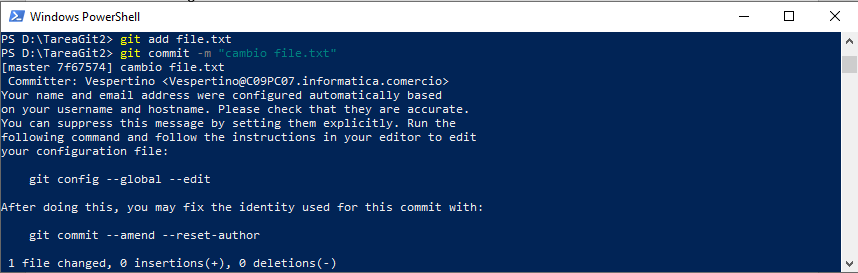 Windows PowerShell
PS D:\TareaGit2> git add file.txt
PS D:\TareaGit2> git commit -m "cambio file.txt"
[master 7f67574] cambio file.txt
 Committer: Vespertino <Vespertino@C09PC07.informatica.comercio>
Your name and email address were configured automatically based
on your username and hostname. Please check that they are accurate.
You can suppress this message by setting them explicitly. Run the
following command and follow the instructions in your editor to edit
your configuration file:
    git config --global --edit
After doing this, you may fix the identity used for this commit with:
    git commit --amend --reset-author
 1 file changed, 0 insertions(+), 0 deletions(-)